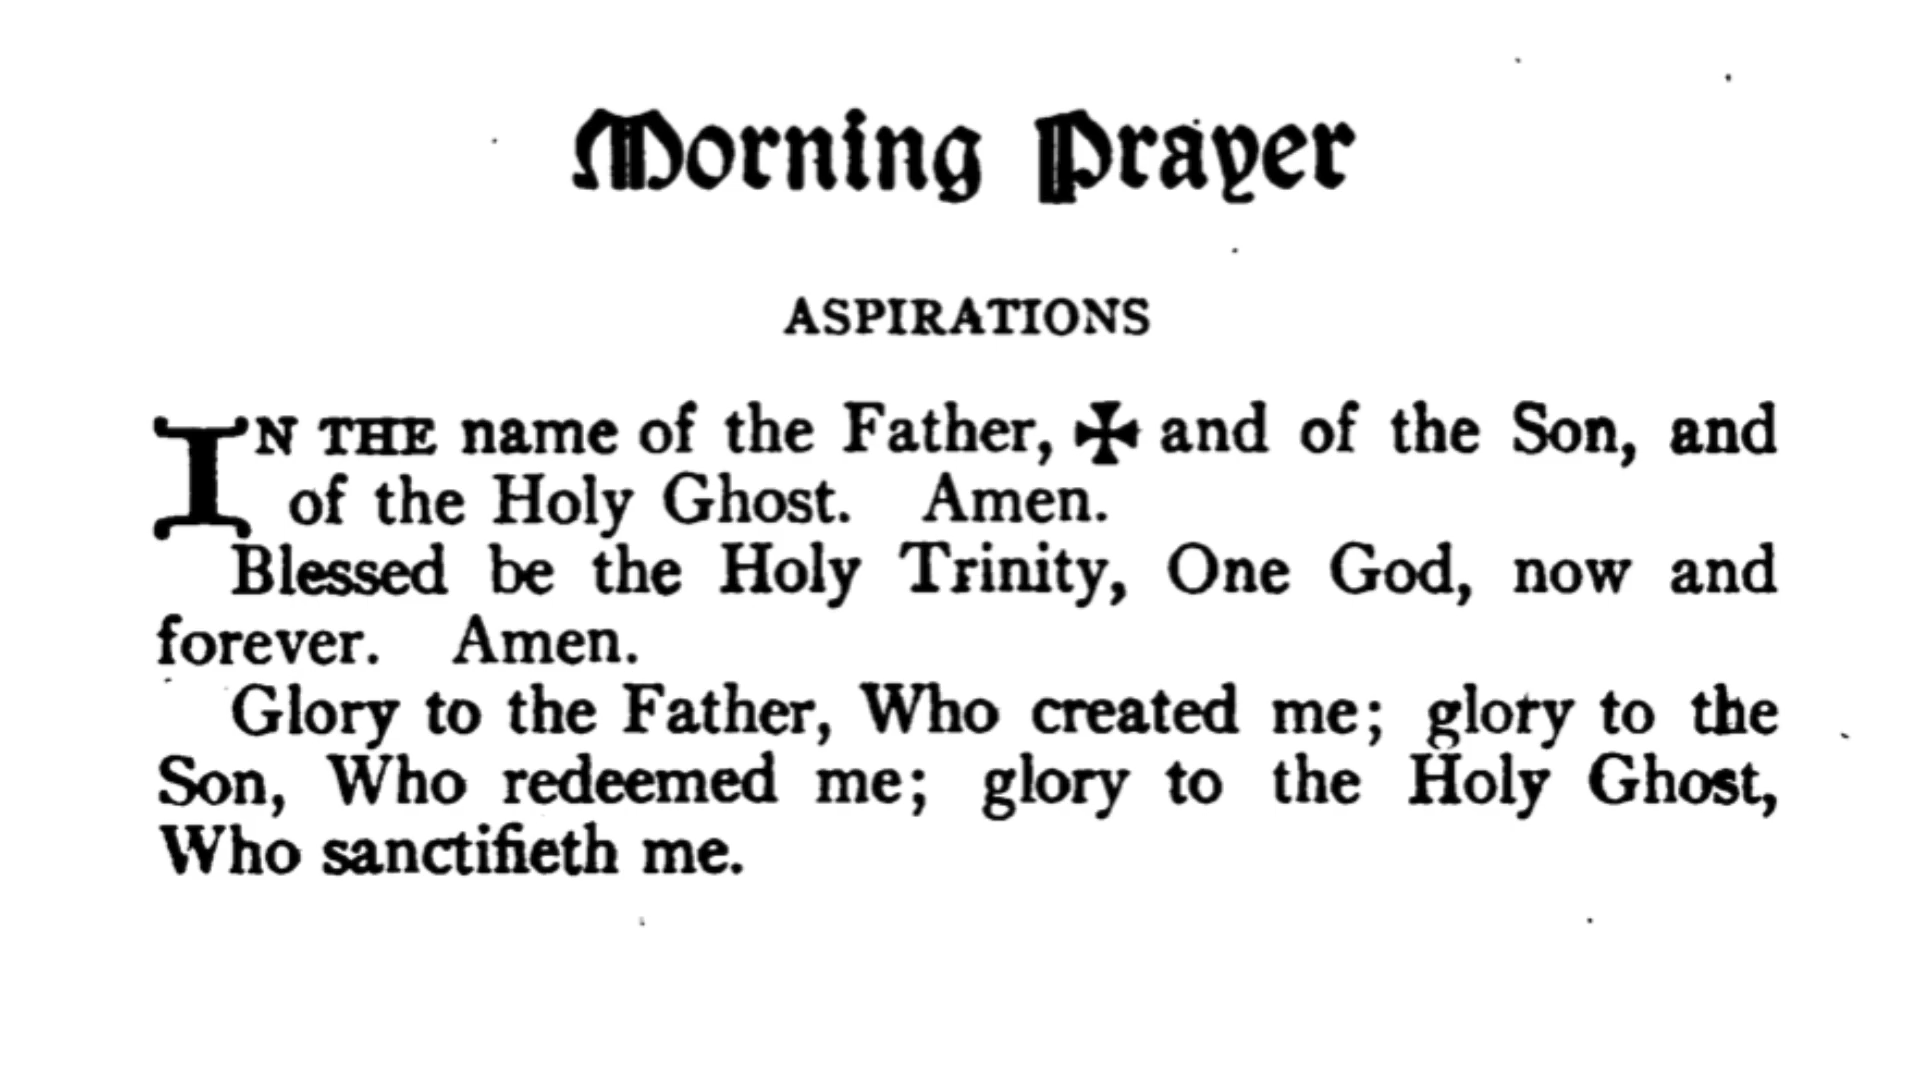 Morning Prayer
ASPIRATIONS
IN THE name of the Father, ✠ and of the Son, and
of the Holy Ghost. Amen.
Blessed be the Holy Trinity, One God, now and
forever. Amen.
Glory to the Father, Who created me; glory to the
Son, Who redeemed me; glory to the Holy Ghost,
Who sanctifieth me.